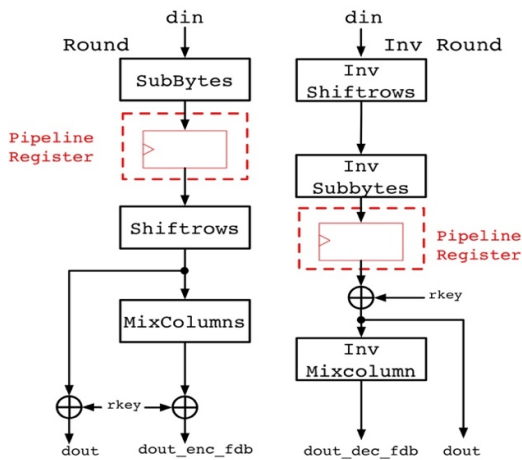 din
Round
SubBytes
Pipeline
Register
Shiftrows
MixColumns
rkey
dout
dout_enc_fdb
din
Inv Round
Inv
Shiftrows
Inv
Subbytes
Pipeline
Register
rkey
Inv
Mixcolumn
dout_dec_fdb
dout